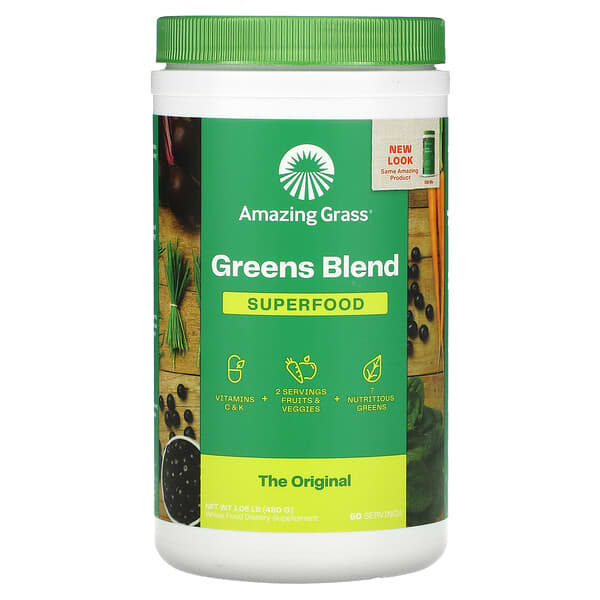 NEW
LOOK
Same Amazing
Product
Amazing Grass®
Greens Blend
SUPERFOOD
VITAMINS
C & K
+
2 SERVINGS
FRUITS &
VEGGIES
+
7
NUTRITIOUS
GREENS
The Original
NET WT 1.06 LB (480 G)
Whole Food Dietary Supplement
60 SERVINGS